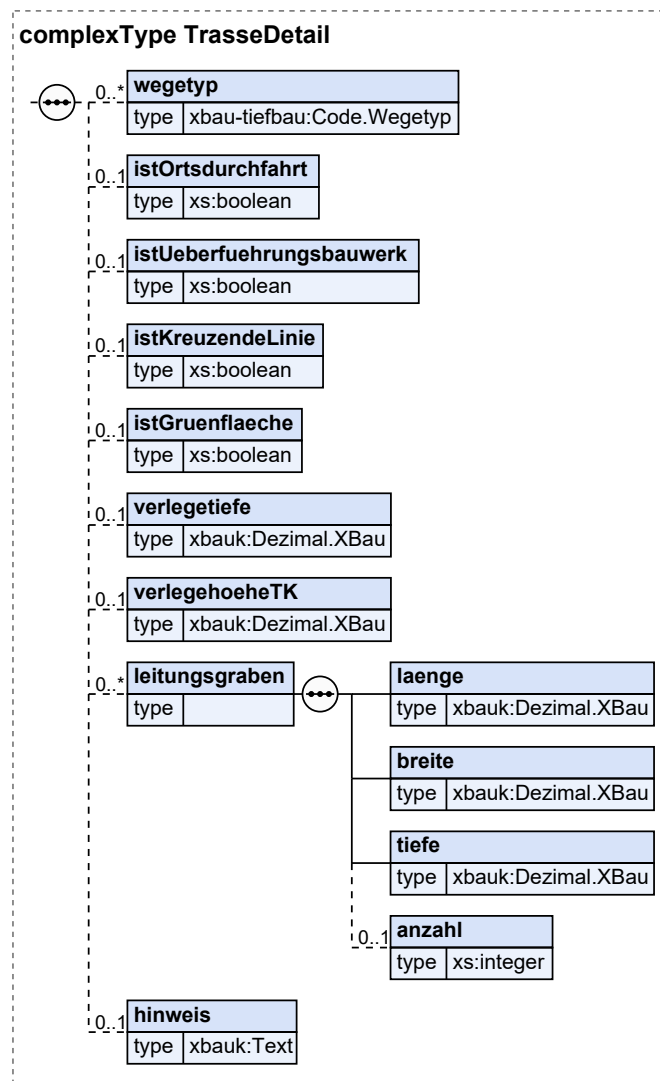 complexType TrasseDetail
0..* wegetyp
type xbau-tiefbau:Code.Wegetyp
0..1 istOrtsdurchfahrt
type xs:boolean
0..1 istUeberfuehrungsbauwerk
type xs:boolean
0..1 istKreuzendeLinie
type xs:boolean
0..1 istGruenflaeche
type xs:boolean
0..1 verlegetiefe
type xbauk:Dezimal.XBau
0..1 verlegehoeheTK
type xbauk:Dezimal.XBau
0..* leitungsgraben
type
laenge
type xbauk:Dezimal.XBau
breite
type xbauk:Dezimal.XBau
tiefe
type xbauk:Dezimal.XBau
0..1 anzahl
type xs:integer
0..1 hinweis
type xbauk:Text